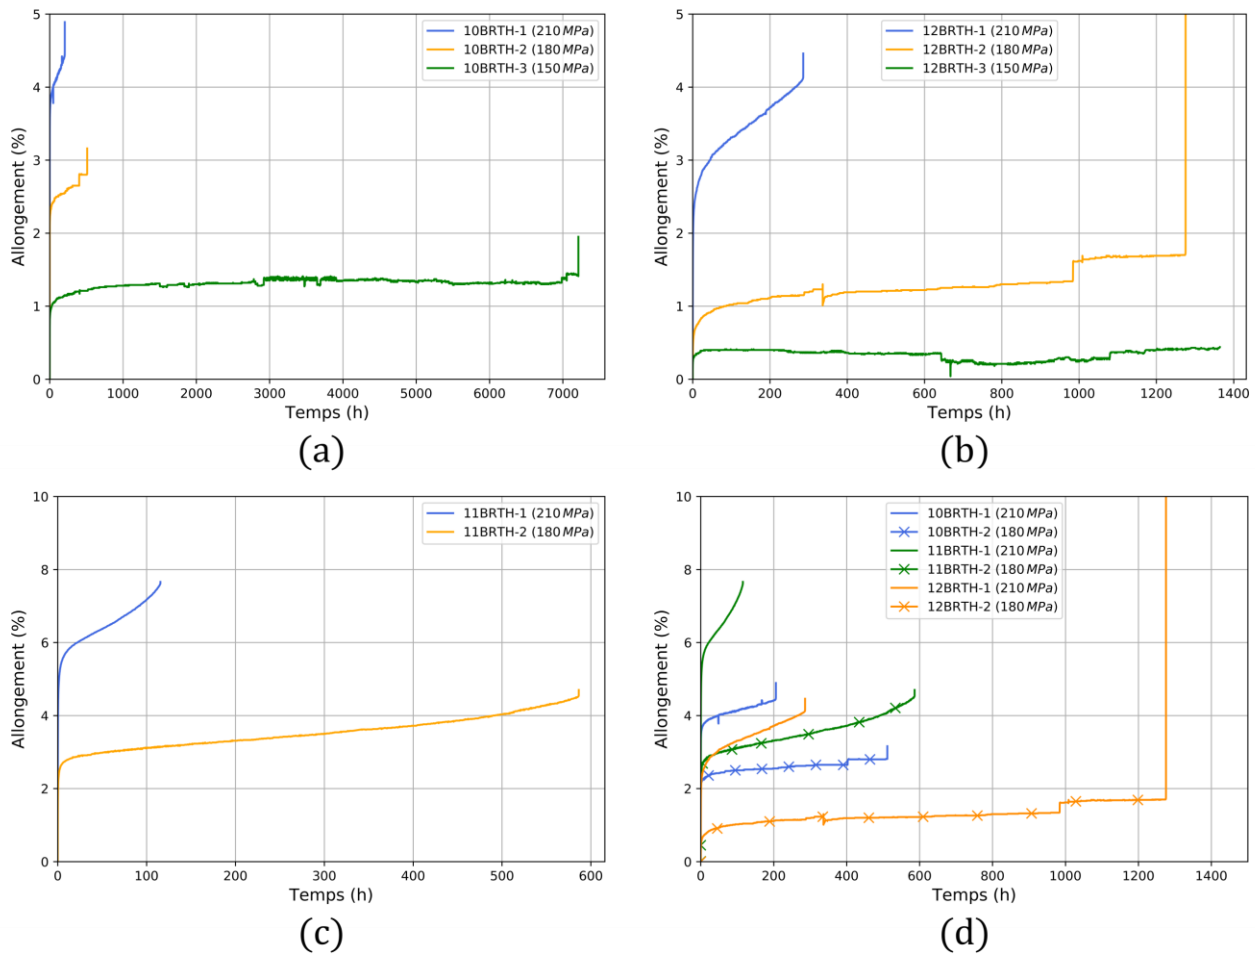 10BRTH-1 (210 MPa)
10BRTH-2 (180 MPa)
10BRTH-3 (150 MPa)
Allongement (%)
5
4
3
2
1
0
0 1000 2000 3000 4000 5000 6000 7000
Temps (h)
(a)
12BRTH-1 (210 MPa)
12BRTH-2 (180 MPa)
12BRTH-3 (150 MPa)
Allongement (%)
5
4
3
2
1
0
0 200 400 600 800 1000 1200 1400
Temps (h)
(b)
11BRTH-1 (210 MPa)
11BRTH-2 (180 MPa)
Allongement (%)
10
8
6
4
2
0
0 100 200 300 400 500 600
Temps (h)
(c)
10BRTH-1 (210 MPa)
10BRTH-2 (180 MPa)
11BRTH-1 (210 MPa)
11BRTH-2 (180 MPa)
12BRTH-1 (210 MPa)
12BRTH-2 (180 MPa)
Allongement (%)
10
8
6
4
2
0
0 200 400 600 800 1000 1200 1400
Temps (h)
(d)